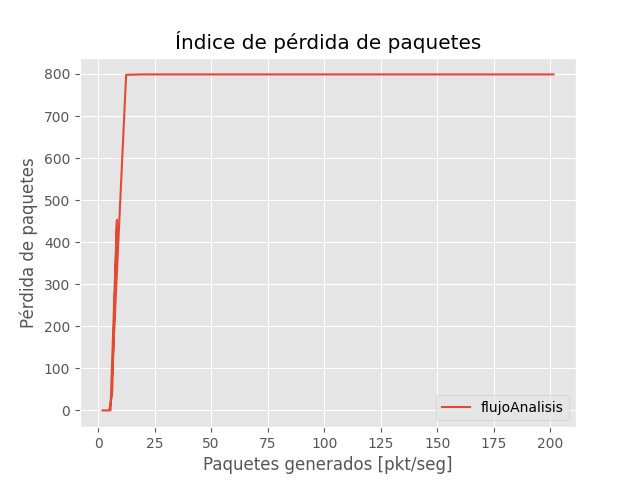 Índice de pérdida de paquetes
800
700
600
500
400
300
200
100
0
Pérdida de paquetes
flujoAnalisis
0 25 50 75 100 125 150 175 200
Paquetes generados [pkt/seg]